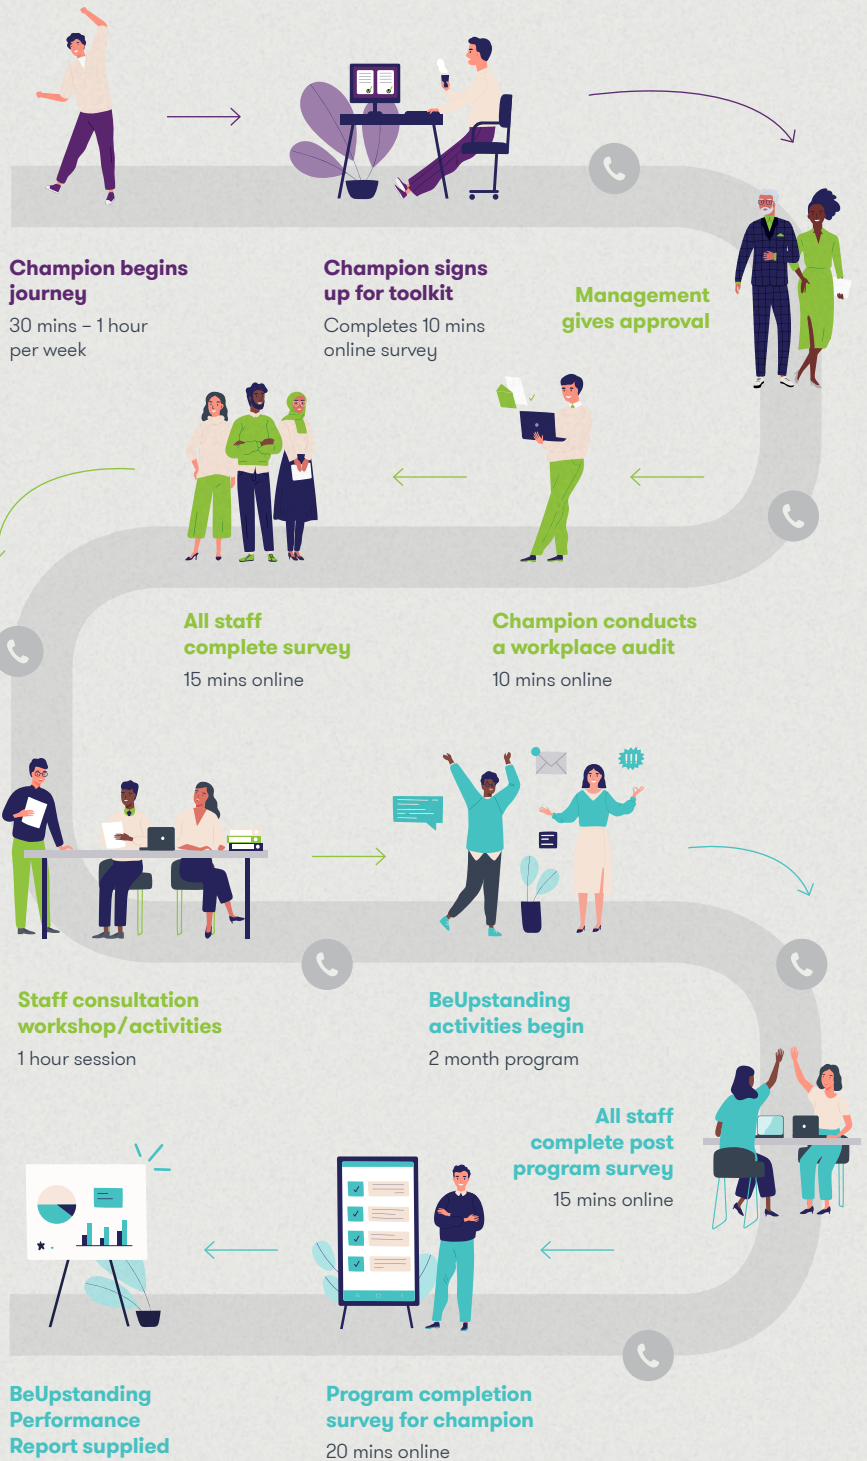 Champion begins
journey
30 mins – 1 hour
per week
Champion signs
up for toolkit
Completes 10 mins
online survey
Management
gives approval
Champion conducts
a workplace audit
10 mins online
All staff
complete survey
15 mins online
Staff consultation
workshop/activities
1 hour session
BeUpstanding
activities begin
2 month program
All staff
complete post
program survey
15 mins online
Program completion
survey for champion
20 mins online
BeUpstanding
Performance
Report supplied